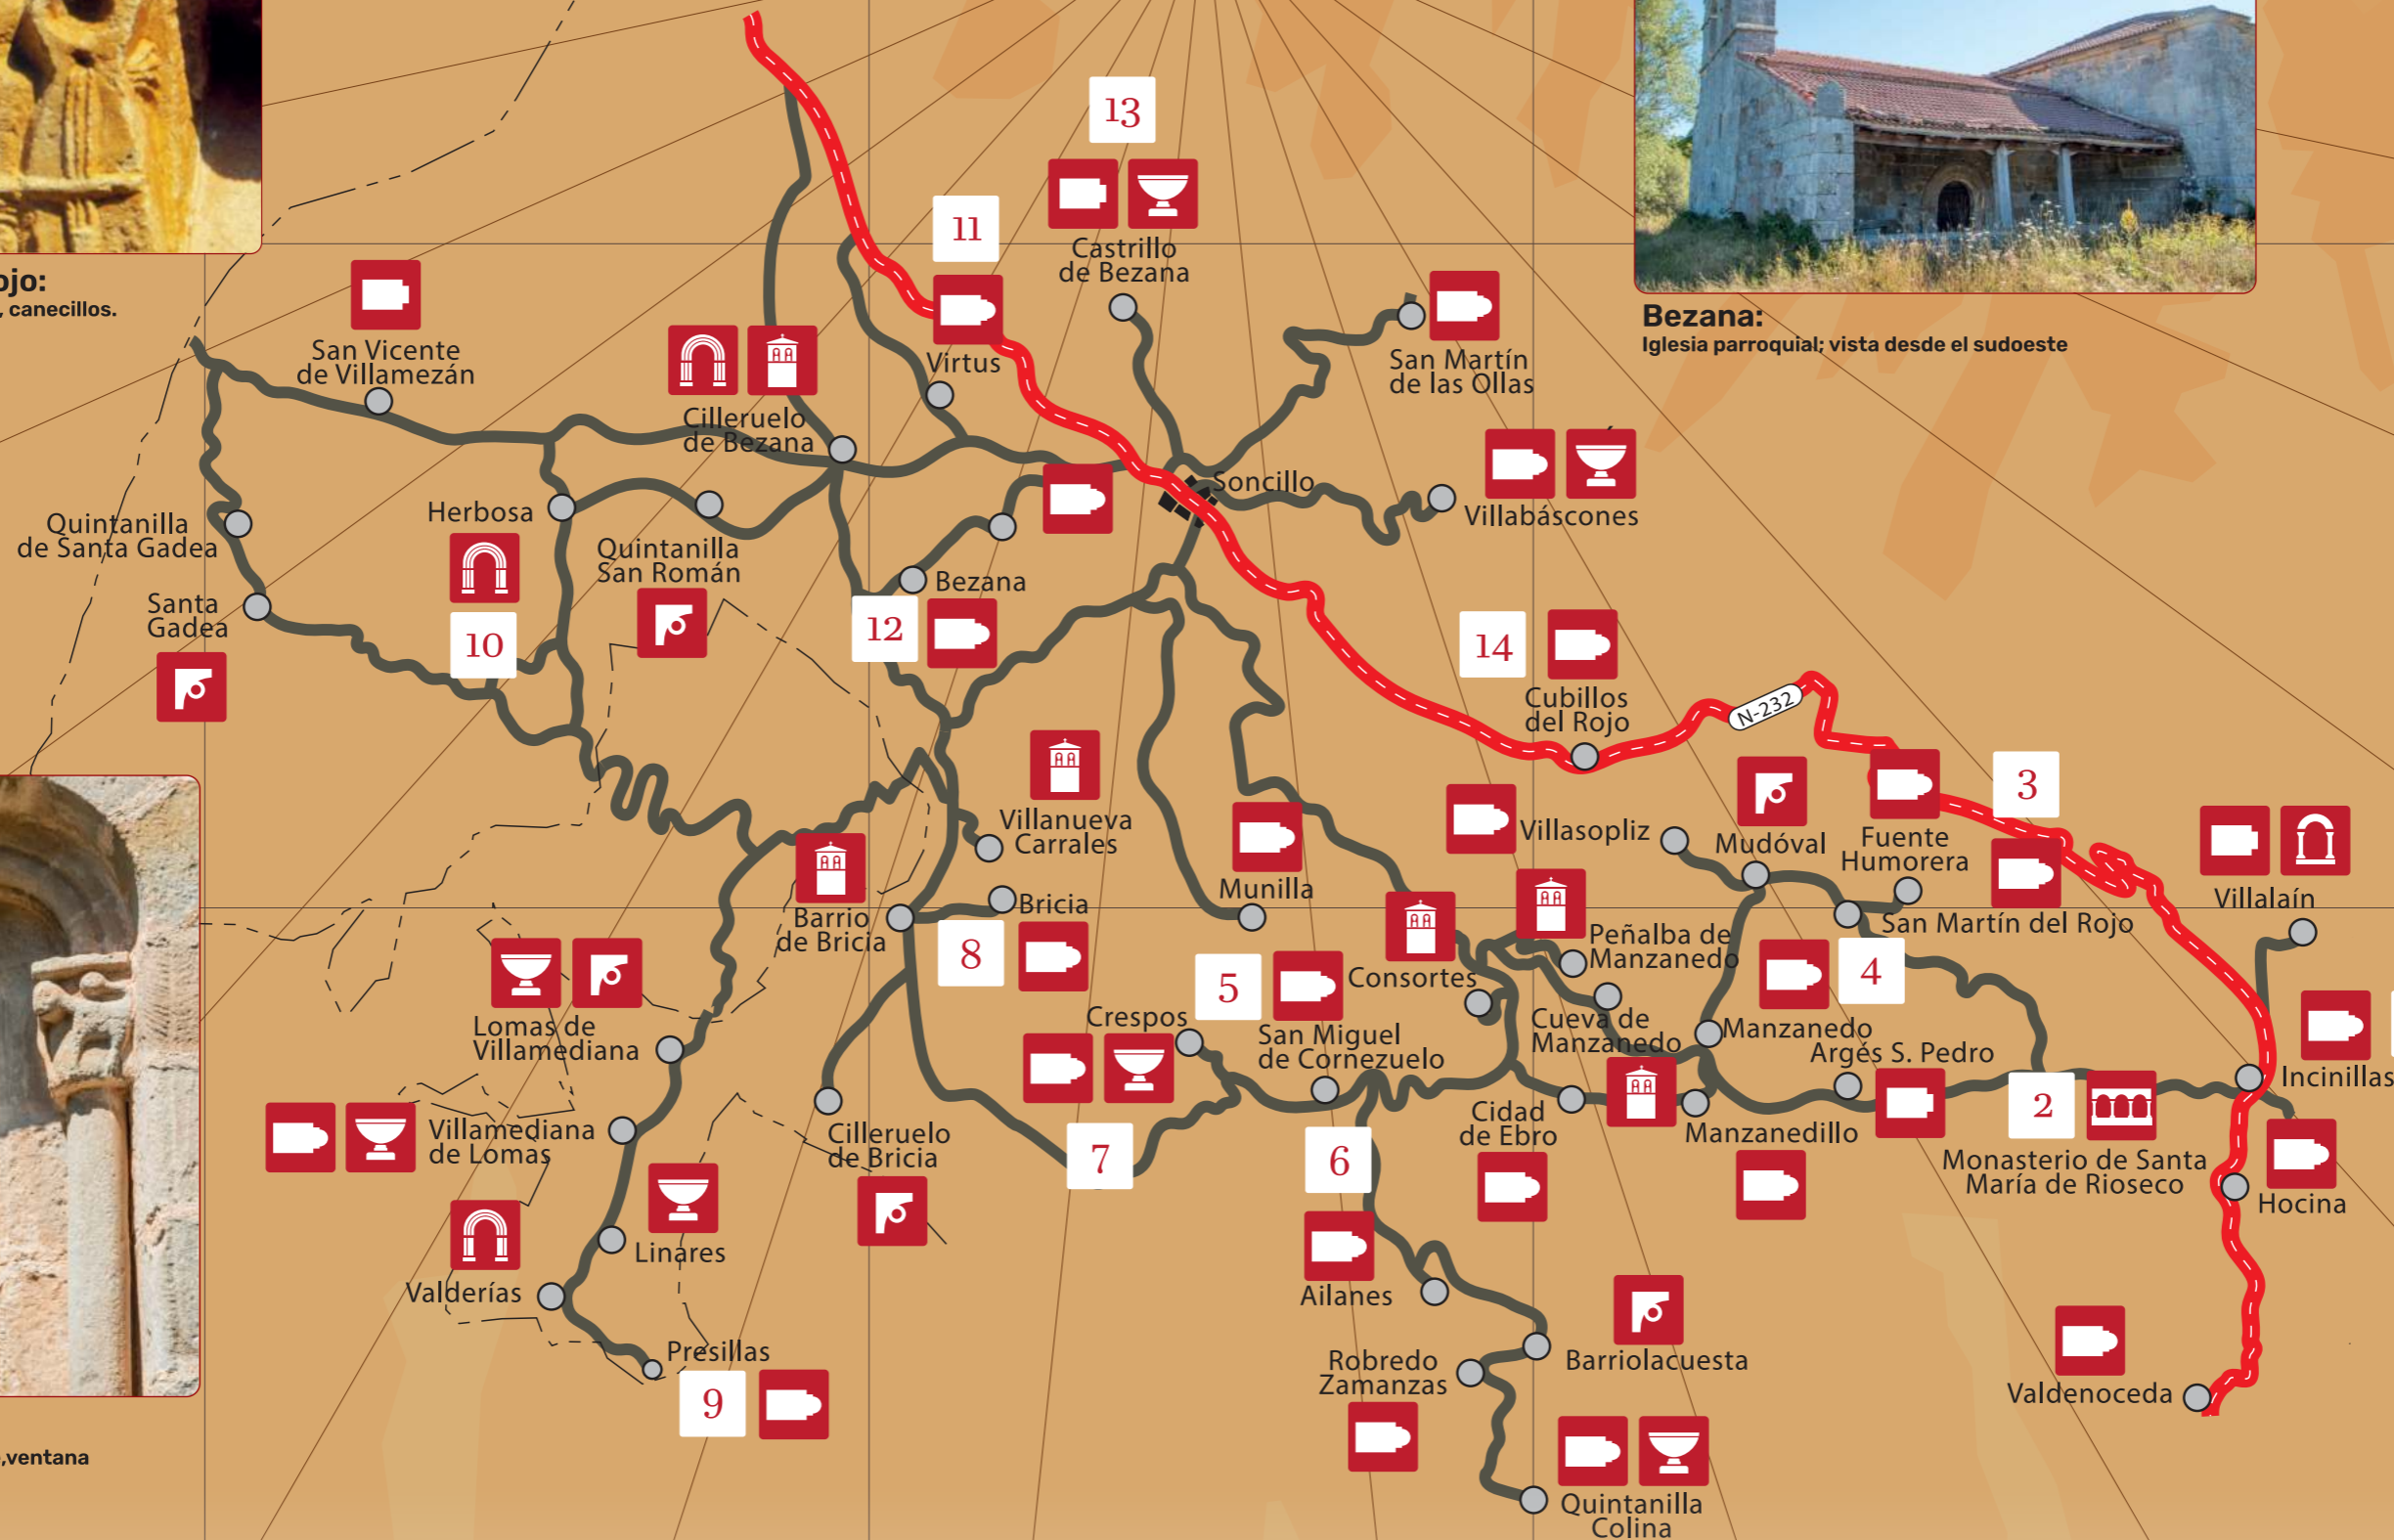 ojo:
, canecillos.
Bezana:
Iglesia parroquial; vista desde el sudoeste
13
Castrillo
de Bezana
11
Virtus
San Vicente
de Villamezán
Cilleruelo
de Bezana
San Martín
de las Ollas
Soncillo
Villabáscones
Quintanilla
de Santa Gadea
Herbosa
Quintanilla
San Román
Santa
Gadea
10
Bezana
12
14
Cubillos
del Rojo
N-232
3
Villanueva
Carrales
Munilla
Villasopliz
Mudóval
Fuente
Humorera
San Martín del Rojo
Villalaín
Barrio
de Bricia
Bricia
8
5
Consortes
Peñalba de
Manzanedo
4
Lomas de
Villamediana
Crespos
San Miguel
de Cornezuelo
Cueva de
Manzanedo
Manzanedo
Argés S. Pedro
Incinillas
Villamediana
de Lomas
Cilleruelo
de Bricia
7
6
Cidad
de Ebro
Manzanedillo
2
Monasterio de Santa
María de Rioseco
Hocina
Linares
Valderías
Ailanes
Presillas
9
Robredo
Zamanzas
Barriolacuesta
Valdenoceda
Quintanilla
Colina
,ventana